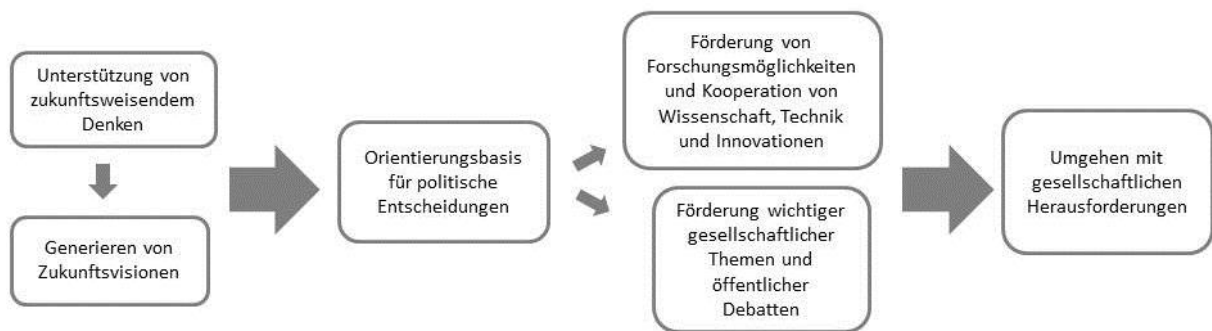 Unterstützung von
zukunftsweisendem
Denken
Generieren von
Zukunftsvisionen
Orientierungsbasis
für politische
Entscheidungen
Förderung von
Forschungsmöglichkeiten
und Kooperation von
Wissenschaft, Technik
und Innovationen
Förderung wichtiger
gesellschaftlicher
Themen und
öffentlicher
Debatten
Umgehen mit
gesellschaftlichen
Herausforderungen